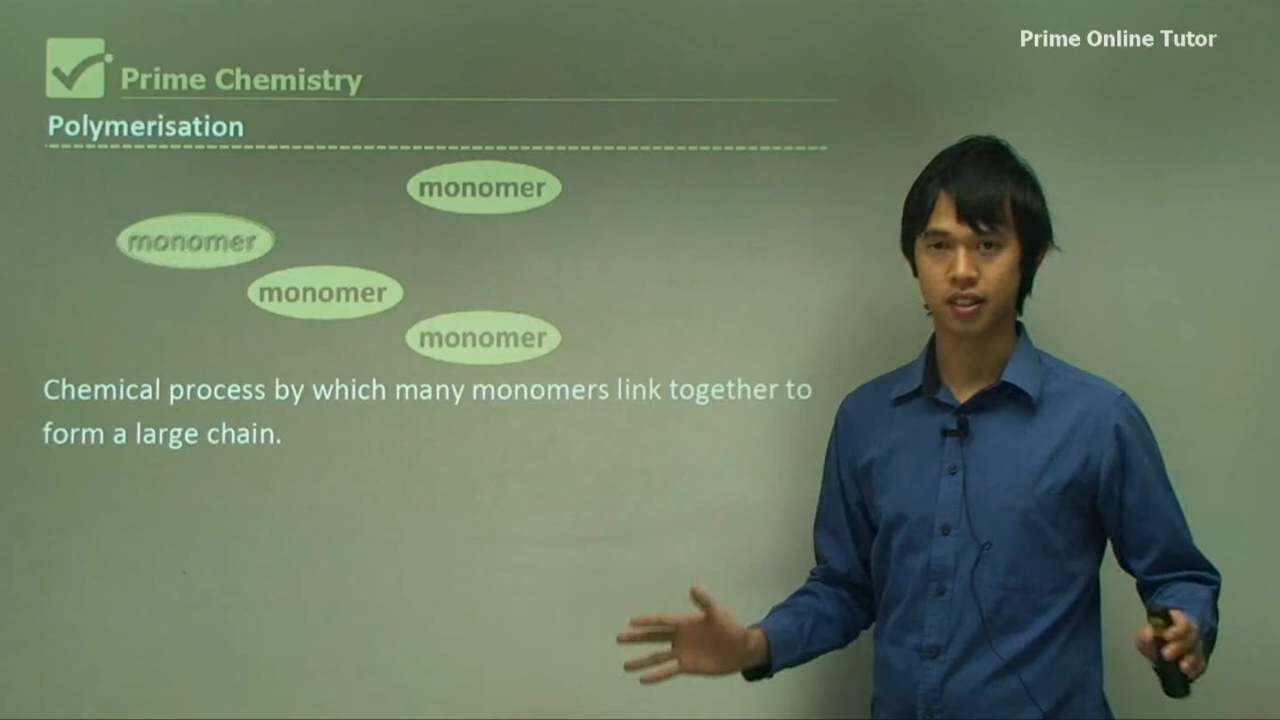 Prime Online Tutor
Prime Chemistry
Polymerisation
monomer
monomer
monomer
monomer
Chemical process by which many monomers link together to
form a large chain.